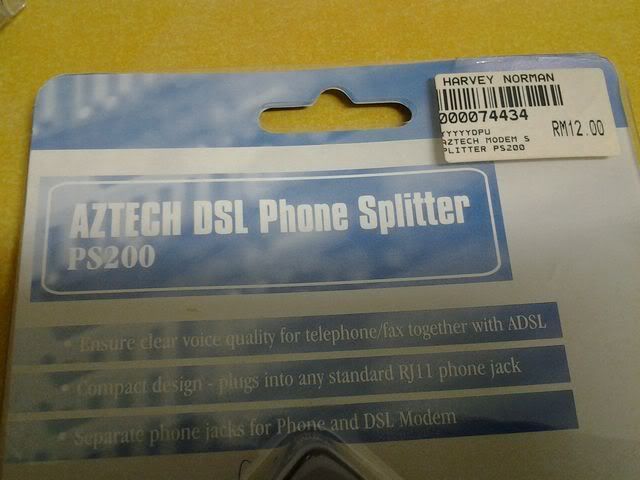 HARVEY NORMAN
000074434
YYYYYDPU
RM12.00
AZTECH MODEM S
PLITTER PS200
AZTECH DSL Phone Splitter
PS200
• Ensure clear voice quality for telephone/fax together with ADSL
• Compact design - plugs into any standard RJ11 phone jack
• Separate phone jacks for Phone and DSL Modem